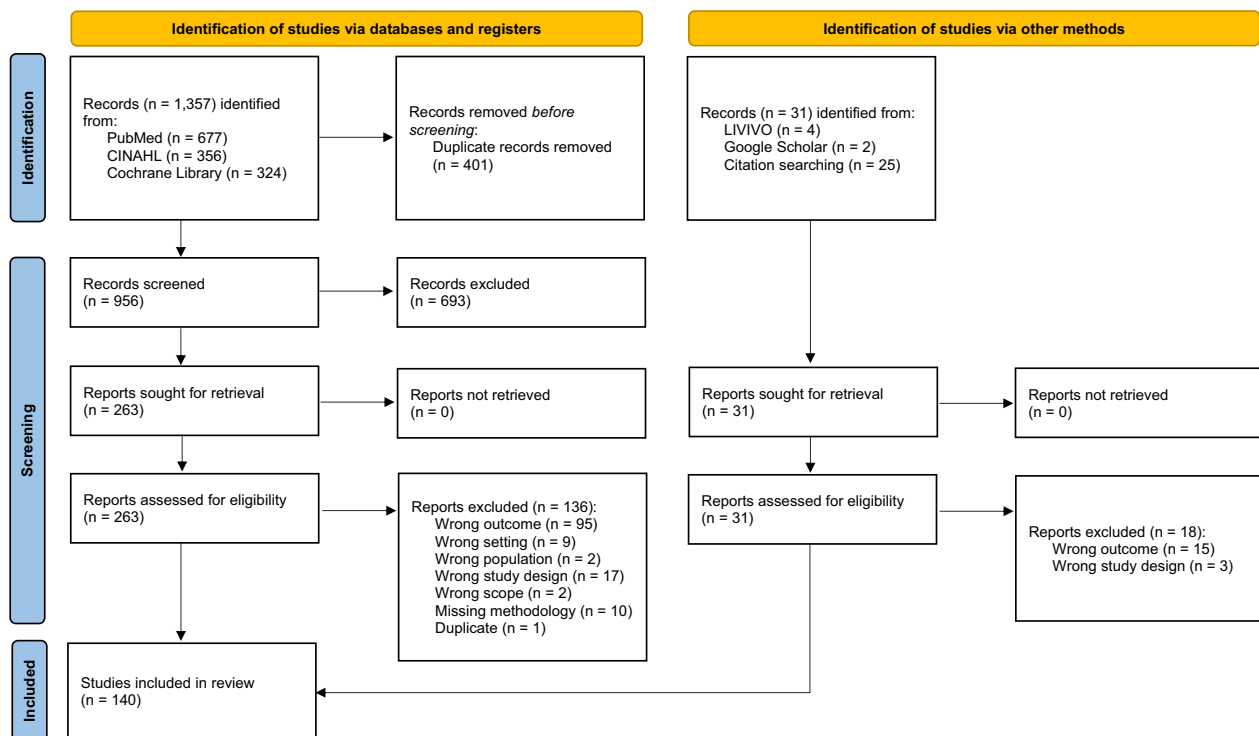 Identification of studies via databases and registers
Identification of studies via other methods
Identification
Records (n = 1,357) identified
from:
PubMed (n = 677)
CINAHL (n = 356)
Cochrane Library (n = 324)
Records removed before
screening:
Duplicate records removed
(n = 401)
Records (n = 31) identified from:
LIVIVO (n = 4)
Google Scholar (n = 2)
Citation searching (n = 25)
Screening
Records screened
(n = 956)
Records excluded
(n = 693)
Reports sought for retrieval
(n = 263)
Reports not retrieved
(n = 0)
Reports sought for retrieval
(n = 31)
Reports not retrieved
(n = 0)
Reports assessed for eligibility
(n = 263)
Reports excluded (n = 136):
Wrong outcome (n = 95)
Wrong setting (n = 9)
Wrong population (n = 2)
Wrong study design (n = 17)
Wrong scope (n = 2)
Missing methodology (n = 10)
Duplicate (n = 1)
Reports assessed for eligibility
(n = 31)
Reports excluded (n = 18):
Wrong outcome (n = 15)
Wrong study design (n = 3)
Included
Studies included in review
(n = 140)